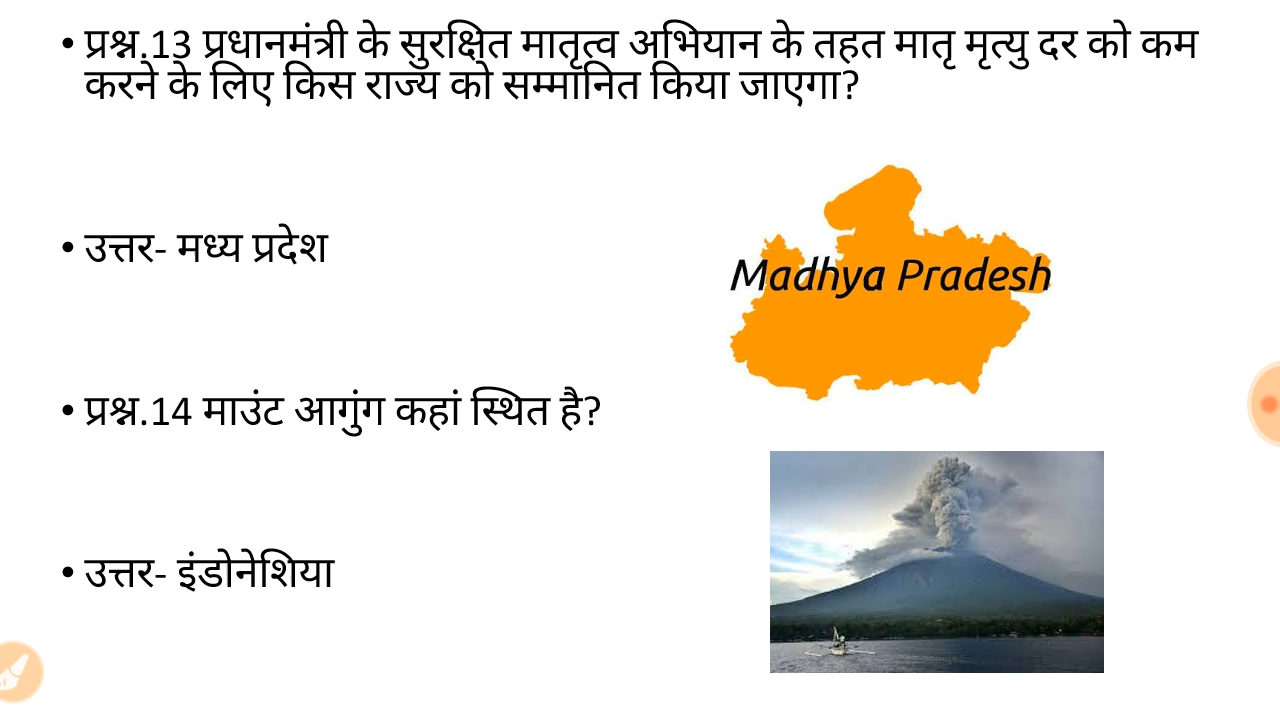 • प्रश्न.13 प्रधानमंत्री के सुरक्षित मातृत्व अभियान के तहत मातृ मृत्यु दर को कम
करने के लिए किस राज्य को सम्मानित किया जाएगा?
• उत्तर- मध्य प्रदेश
Madhya Pradesh
• प्रश्न.14 माउंट आगुंग कहां स्थित है?
• उत्तर- इंडोनेशिया